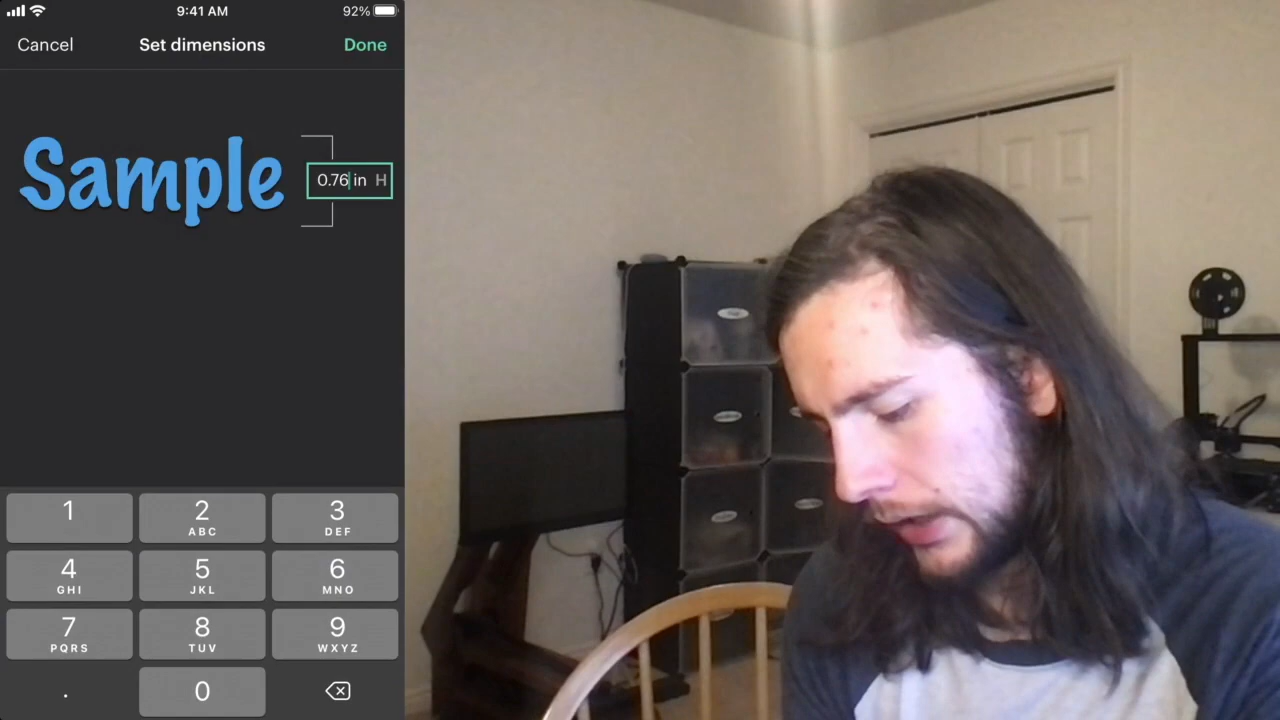 9:41 AM
92%
Cancel
Set dimensions
Done
Sample
0.76 in H
1
2
ABC
3
DEF
4
GHI
5
JKL
6
MNO
7
PQRS
8
TUV
9
WXYZ
.
0